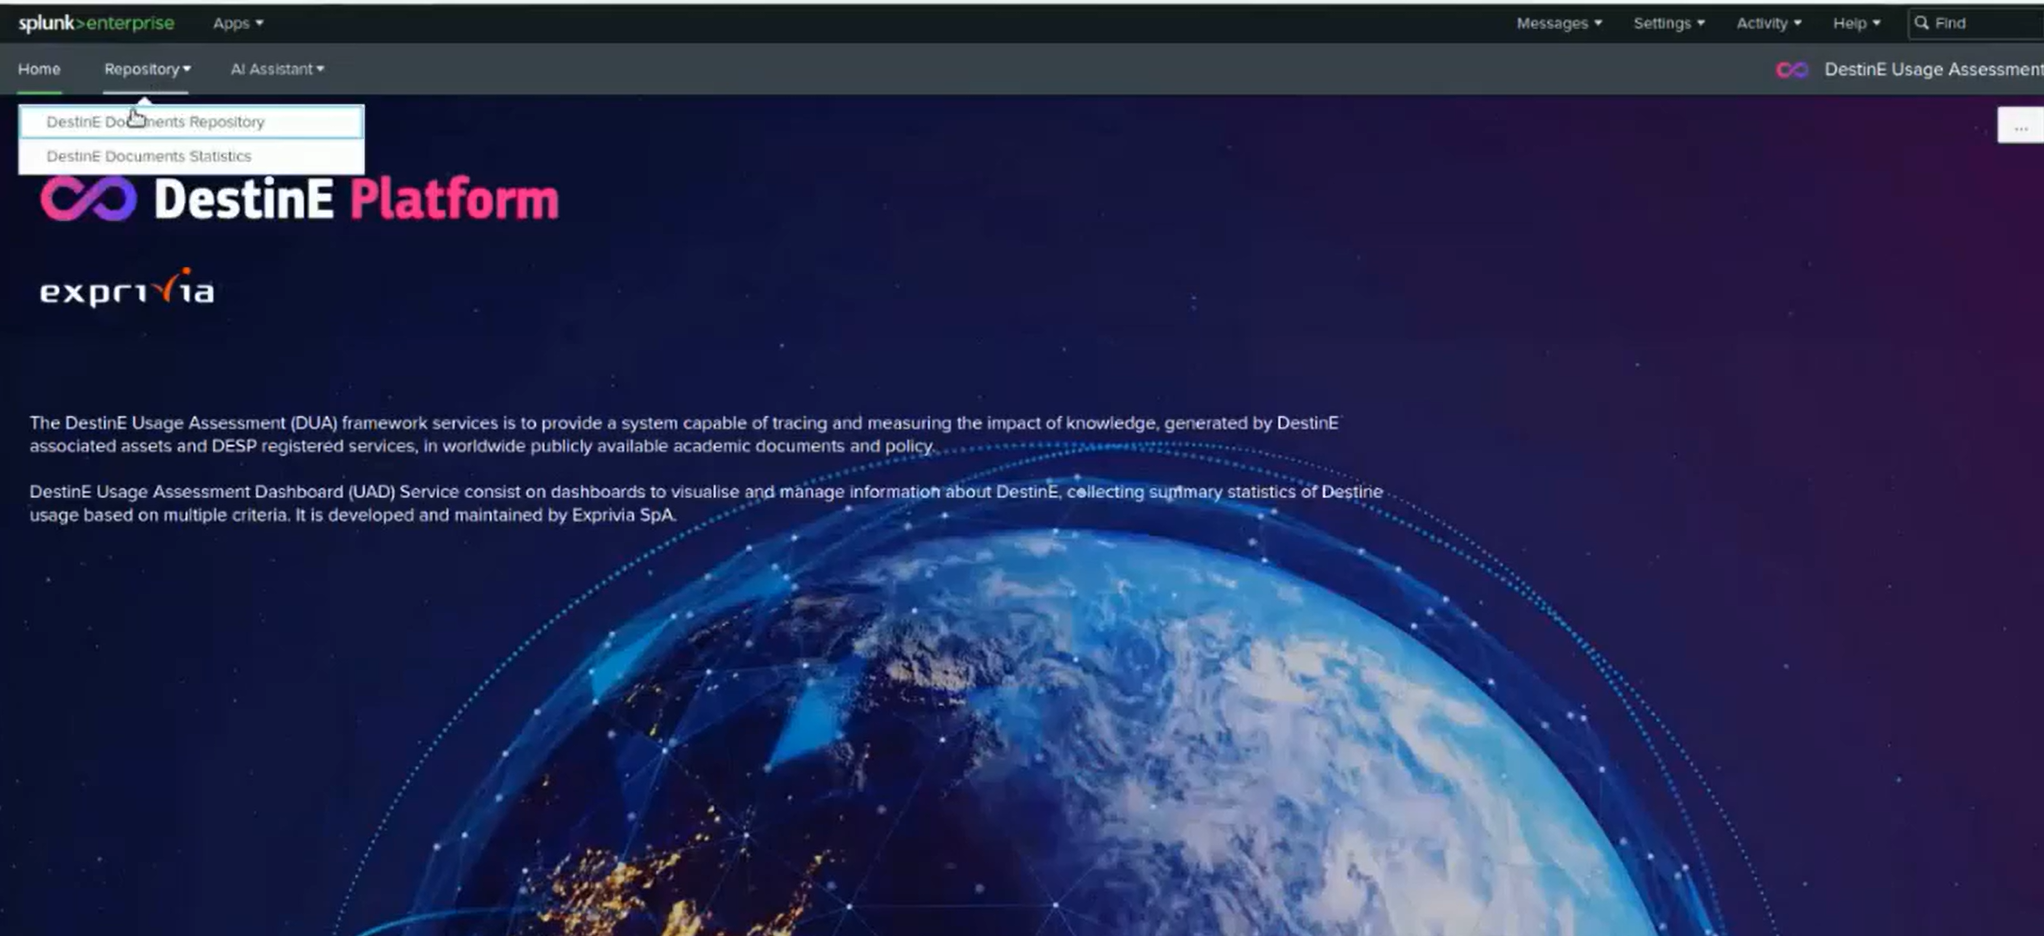 splunk>enterprise Apps Messages Settings Activity Help Find
Home Repository AI Assistant DestinE Usage Assessment
DestinE Documents Repository
...
DestinE Documents Statistics
DestinE Platform
exprivia
The DestinE Usage Assessment (DUA) framework services is to provide a system capable of tracing and measuring the impact of knowledge, generated by DestinE
associated assets and DESP registered services, in worldwide publicly available academic documents and policy.
DestinE Usage Assessment Dashboard (UAD) Service consist on dashboards to visualise and manage information about DestinE, collecting summary statistics of Destine
usage based on multiple criteria. It is developed and maintained by Exprivia SpA.